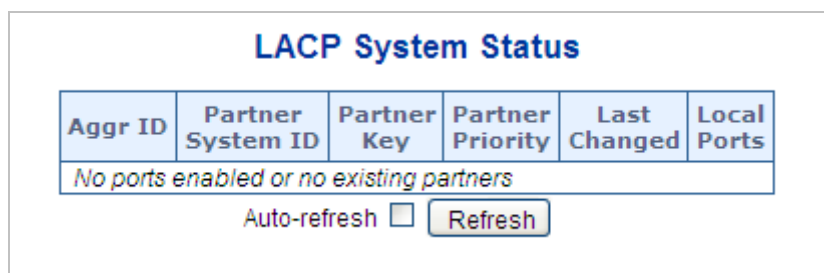 LACP System Status
Aggr ID Partner System ID Partner Key Partner Priority Last Changed Local Ports
No ports enabled or no existing partners
Auto-refresh Refresh